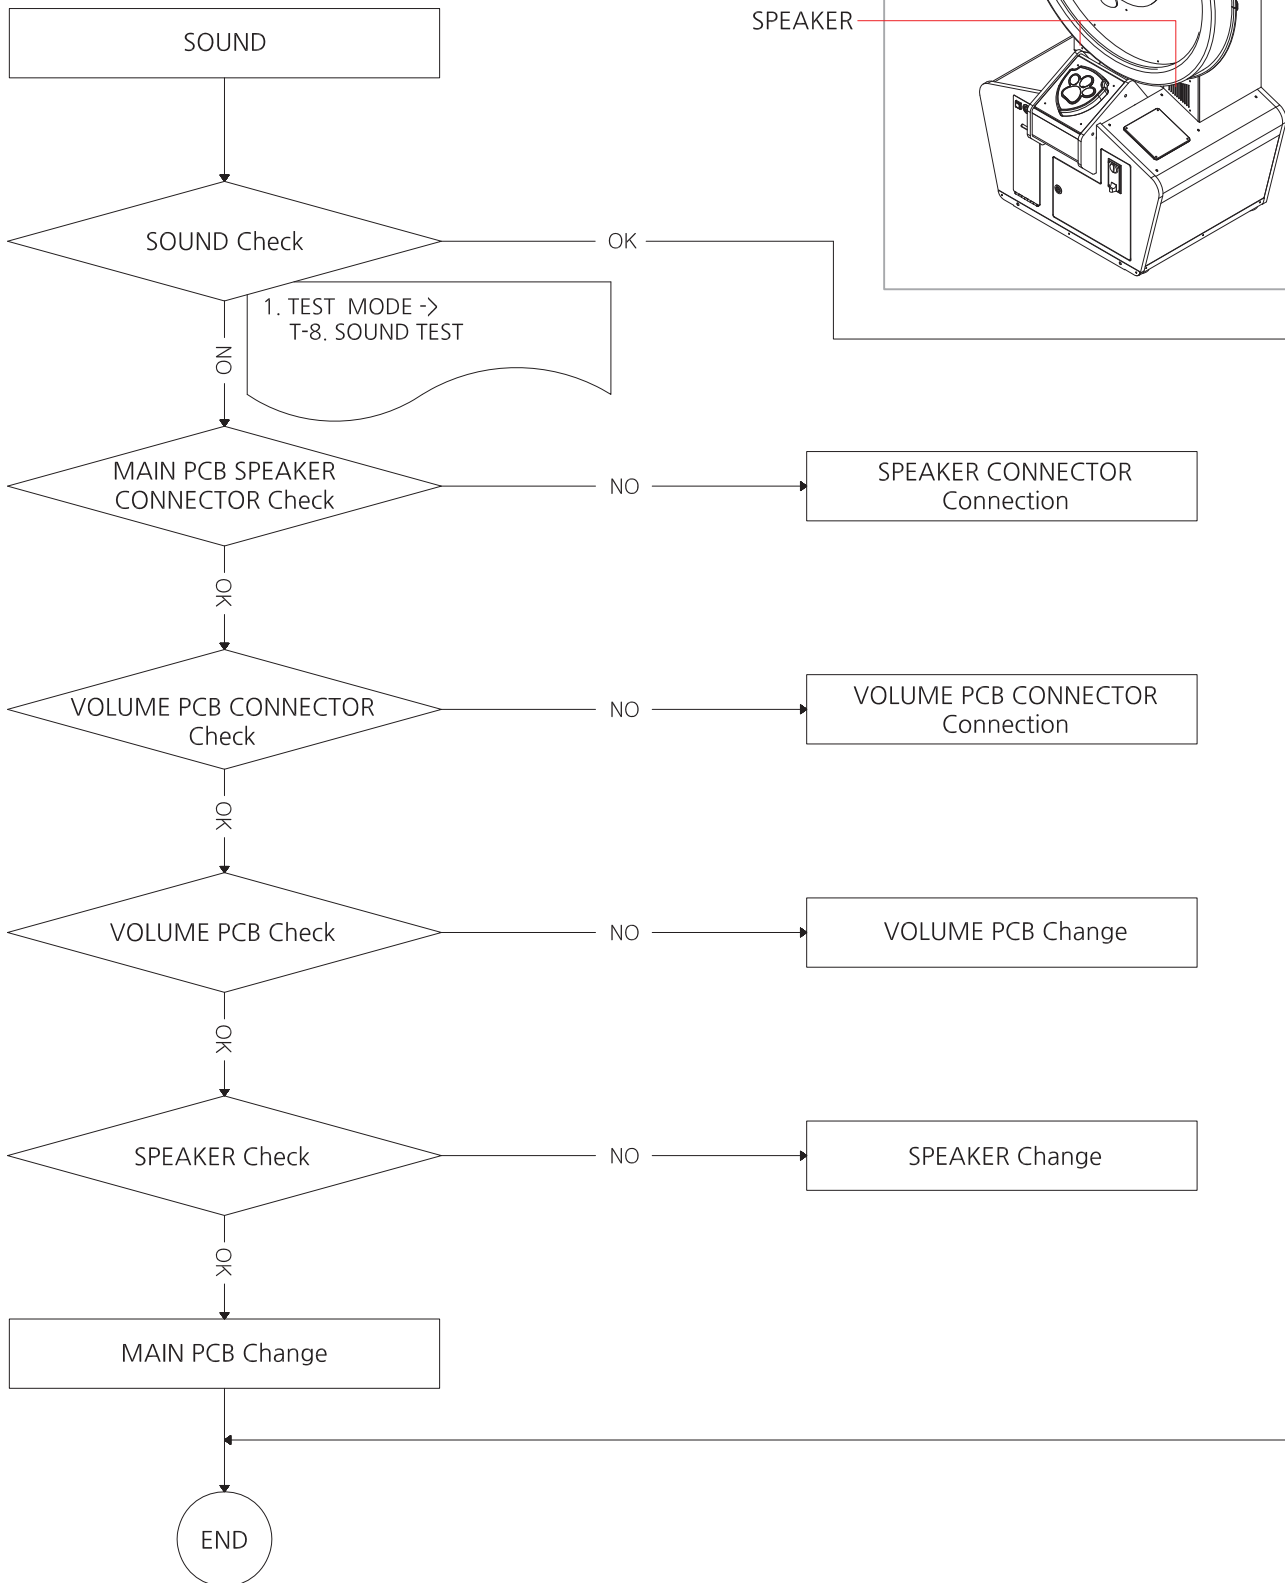 SPEAKER
SOUND
SOUND Check
OK
1. TEST MODE ->
T-8. SOUND TEST
NO
MAIN PCB SPEAKER
CONNECTOR Check
NO
SPEAKER CONNECTOR
Connection
OK
VOLUME PCB CONNECTOR
Check
NO
VOLUME PCB CONNECTOR
Connection
OK
VOLUME PCB Check
NO
VOLUME PCB Change
OK
SPEAKER Check
NO
SPEAKER Change
OK
MAIN PCB Change
END